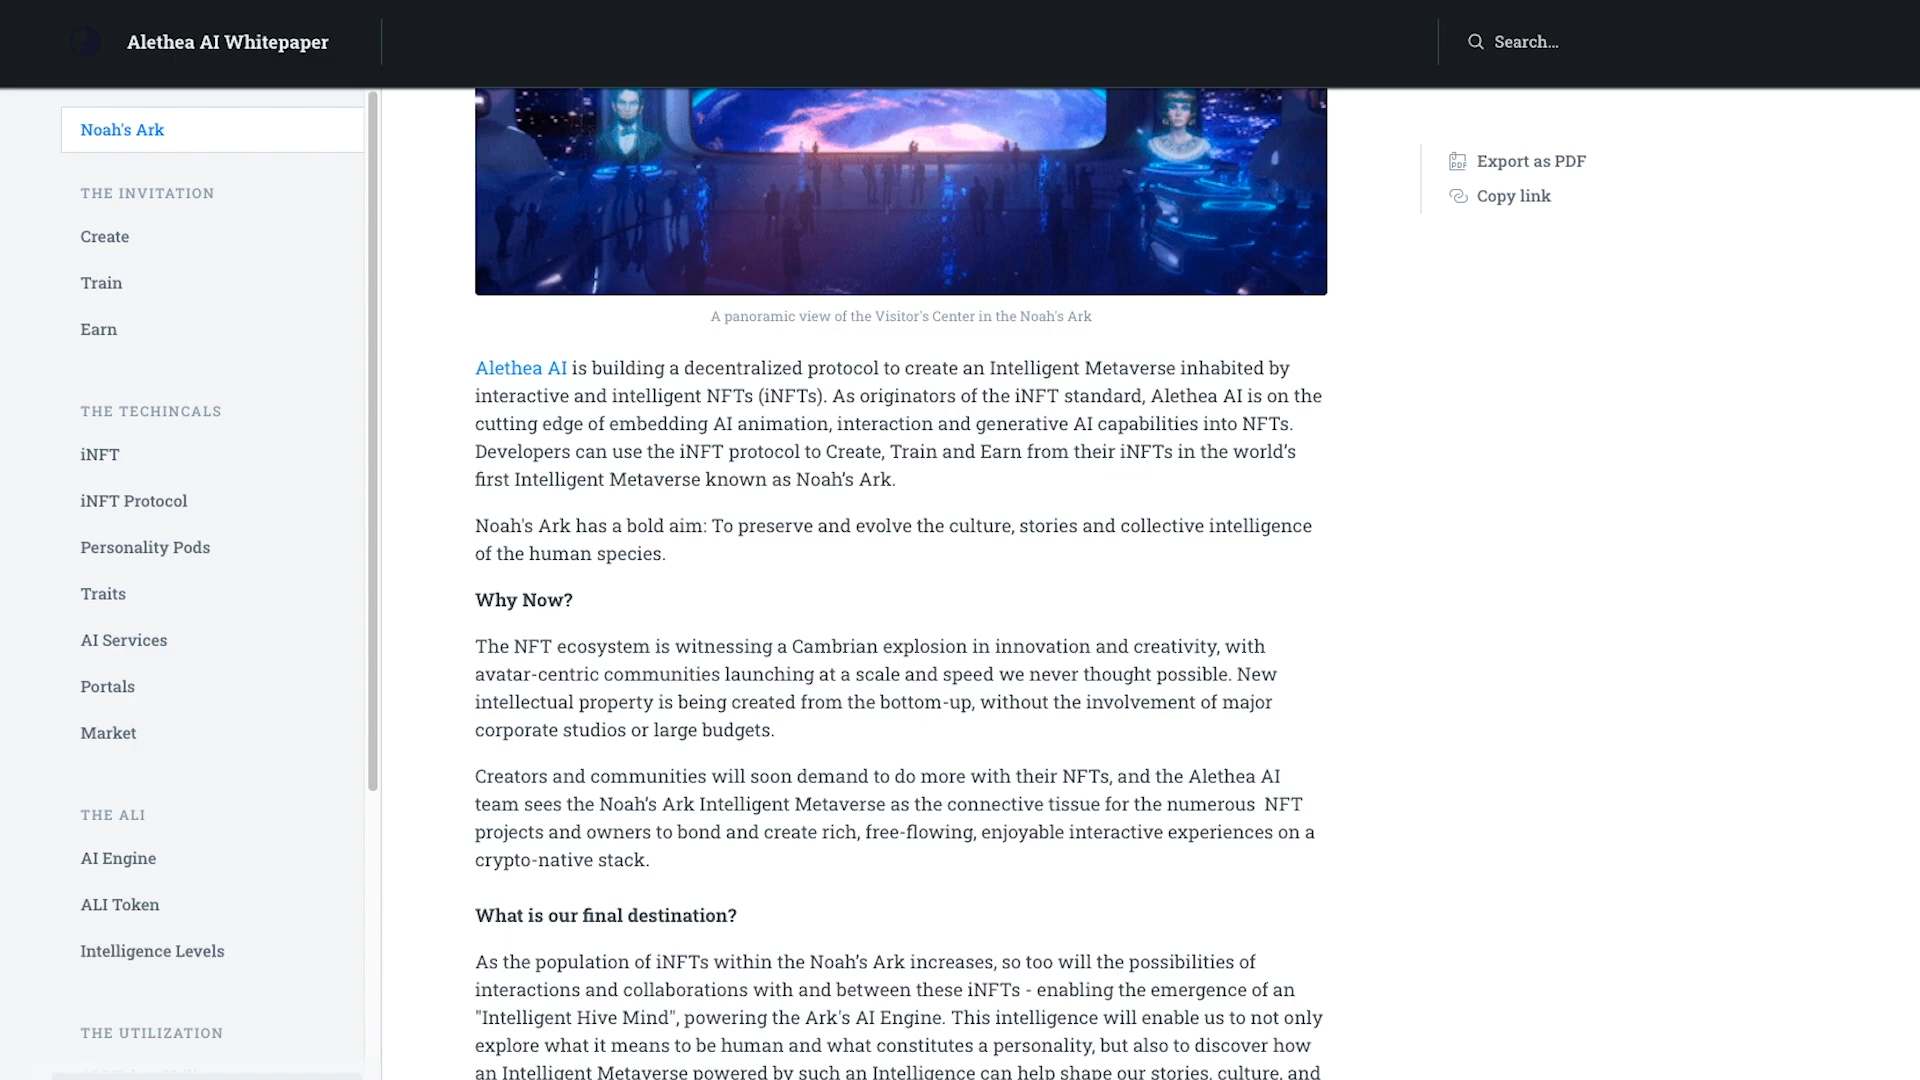 Alethea AI Whitepaper
Search...
Noah's Ark
THE INVITATION
Create
Train
Earn
THE TECHINCALS
iNFT
iNFT Protocol
Personality Pods
Traits
AI Services
Portals
Market
THE ALI
AI Engine
ALI Token
Intelligence Levels
THE UTILIZATION
A panoramic view of the Visitor's Center in the Noah's Ark
Alethea AI is building a decentralized protocol to create an Intelligent Metaverse inhabited by
interactive and intelligent NFTs (iNFTs). As originators of the iNFT standard, Alethea AI is on the
cutting edge of embedding AI animation, interaction and generative AI capabilities into NFTs.
Developers can use the iNFT protocol to Create, Train and Earn from their iNFTs in the world’s
first Intelligent Metaverse known as Noah’s Ark.
Noah's Ark has a bold aim: To preserve and evolve the culture, stories and collective intelligence
of the human species.
Why Now?
The NFT ecosystem is witnessing a Cambrian explosion in innovation and creativity, with
avatar-centric communities launching at a scale and speed we never thought possible. New
intellectual property is being created from the bottom-up, without the involvement of major
corporate studios or large budgets.
Creators and communities will soon demand to do more with their NFTs, and the Alethea AI
team sees the Noah’s Ark Intelligent Metaverse as the connective tissue for the numerous  NFT
projects and owners to bond and create rich, free-flowing, enjoyable interactive experiences on a
crypto-native stack.
What is our final destination?
As the population of iNFTs within the Noah’s Ark increases, so too will the possibilities of
interactions and collaborations with and between these iNFTs - enabling the emergence of an
"Intelligent Hive Mind", powering the Ark's AI Engine. This intelligence will enable us to not only
explore what it means to be human and what constitutes a personality, but also to discover how
an Intelligent Metaverse powered by such an Intelligence can help shape our stories, culture, and
PDF
Export as PDF
Copy link